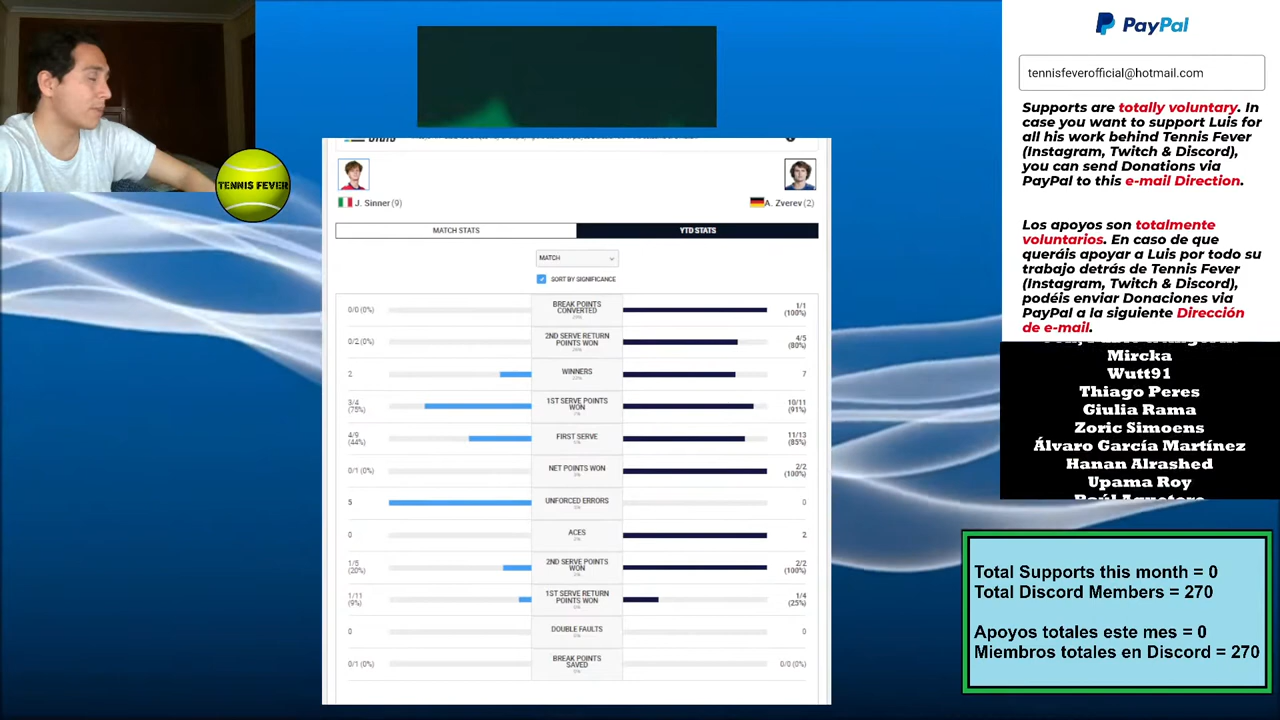 TENNIS FEVER
J. Sinner (9)
A. Zverev (2)
MATCH STATS
YTD STATS
MATCH
SORT BY SIGNIFICANCE
0/0 (0%)
BREAK POINTS
CONVERTED
1/1
(100%)
0/2 (0%)
2ND SERVE RETURN
POINTS WON
4/5
(80%)
2
WINNERS
7
3/4
(75%)
1ST SERVE POINTS
WON
10/11
(91%)
4/9
(44%)
FIRST SERVE
11/13
(85%)
0/1 (0%)
NET POINTS WON
2/2
(100%)
5
UNFORCED ERRORS
0
0
ACES
2
1/5
(20%)
2ND SERVE POINTS
WON
2/2
(100%)
1/11
(9%)
1ST SERVE RETURN
POINTS WON
1/4
(25%)
0
DOUBLE FAULTS
0
0/1 (0%)
BREAK POINTS
SAVED
0/0 (0%)
PayPal
tennisfeverofficial@hotmail.com
Supports are totally voluntary. In
case you want to support Luis for
all his work behind Tennis Fever
(Instagram, Twitch & Discord),
you can send Donations via
PayPal to this e-mail Direction.
Los apoyos son totalmente
voluntarios. En caso de que
queráis apoyar a Luis por todo su
trabajo detrás de Tennis Fever
(Instagram, Twitch & Discord),
podéis enviar Donaciones vía
PayPal a la siguiente Dirección
de e-mail.
Mircka
Wutt91
Thiago Peres
Giulia Rama
Zoric Simoens
Álvaro García Martínez
Hanan Alrashed
Upama Roy
Total Supports this month = 0
Total Discord Members = 270
Apoyos totales este mes = 0
Miembros totales en Discord = 270